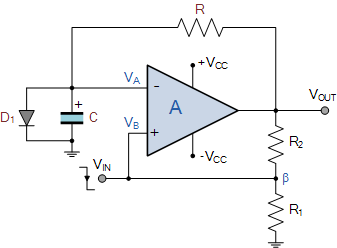 R
+VCC
VA
-
D1
+
C
A
VOUT
VB
+
R2
-VCC
VIN
β
R1